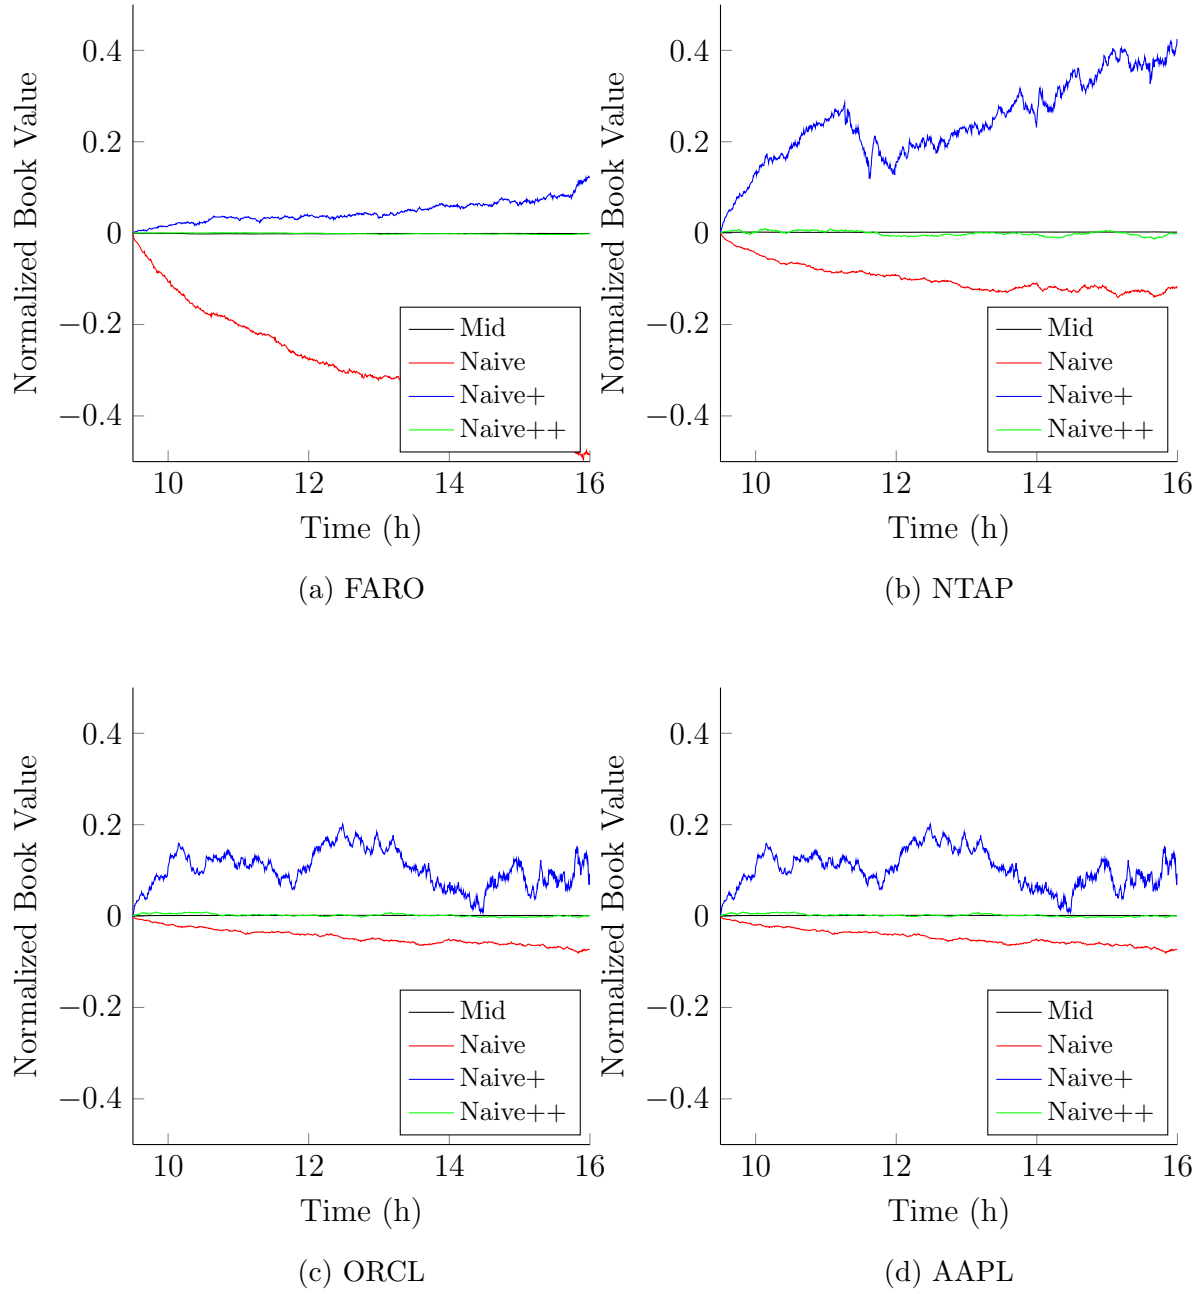 Normalized Book Value
0.4
0.2
0
−0.2
−0.4
Mid
Naive
Naive+
Naive++
10 12 14 16
Time (h)
(a) FARO
Normalized Book Value
0.4
0.2
0
−0.2
−0.4
Mid
Naive
Naive+
Naive++
10 12 14 16
Time (h)
(b) NTAP
Normalized Book Value
0.4
0.2
0
−0.2
−0.4
Mid
Naive
Naive+
Naive++
10 12 14 16
Time (h)
(c) ORCL
Normalized Book Value
0.4
0.2
0
−0.2
−0.4
Mid
Naive
Naive+
Naive++
10 12 14 16
Time (h)
(d) AAPL